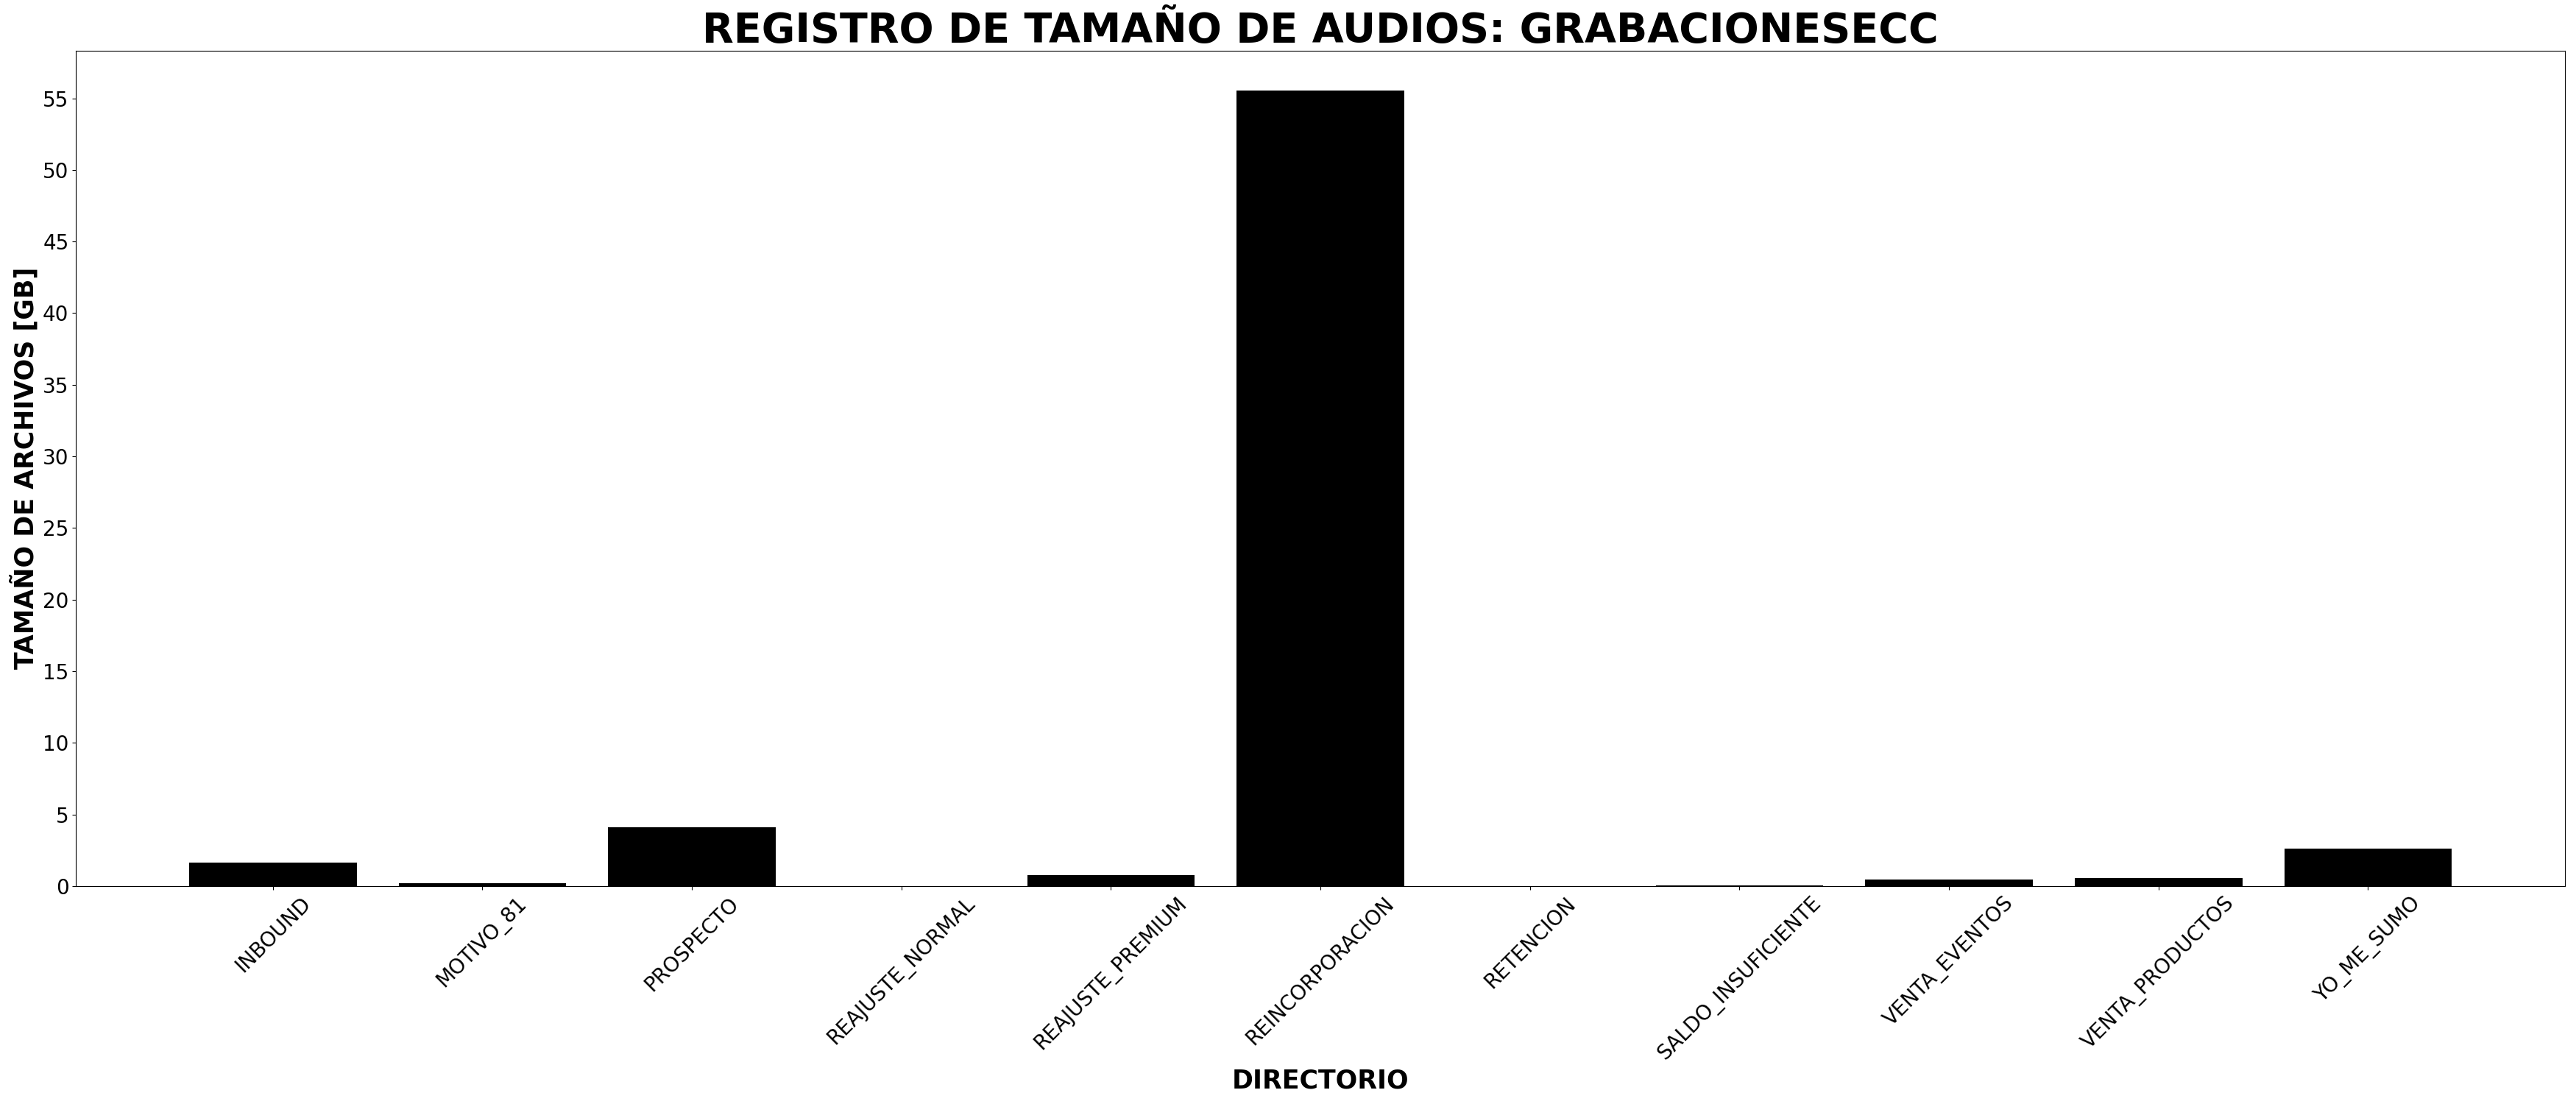 REGISTRO DE TAMAÑO DE AUDIOS: GRABACIONESECC
TAMAÑO DE ARCHIVOS [GB]
55
50
45
40
35
30
25
20
15
10
5
0
INBOUND
MOTIVO_81
PROSPECTO
REAJUSTE_NORMAL
REAJUSTE_PREMIUM
REINCORPORACION
RETENCION
SALDO_INSUFICIENTE
VENTA_EVENTOS
VENTA_PRODUCTOS
YO_ME_SUMO
DIRECTORIO